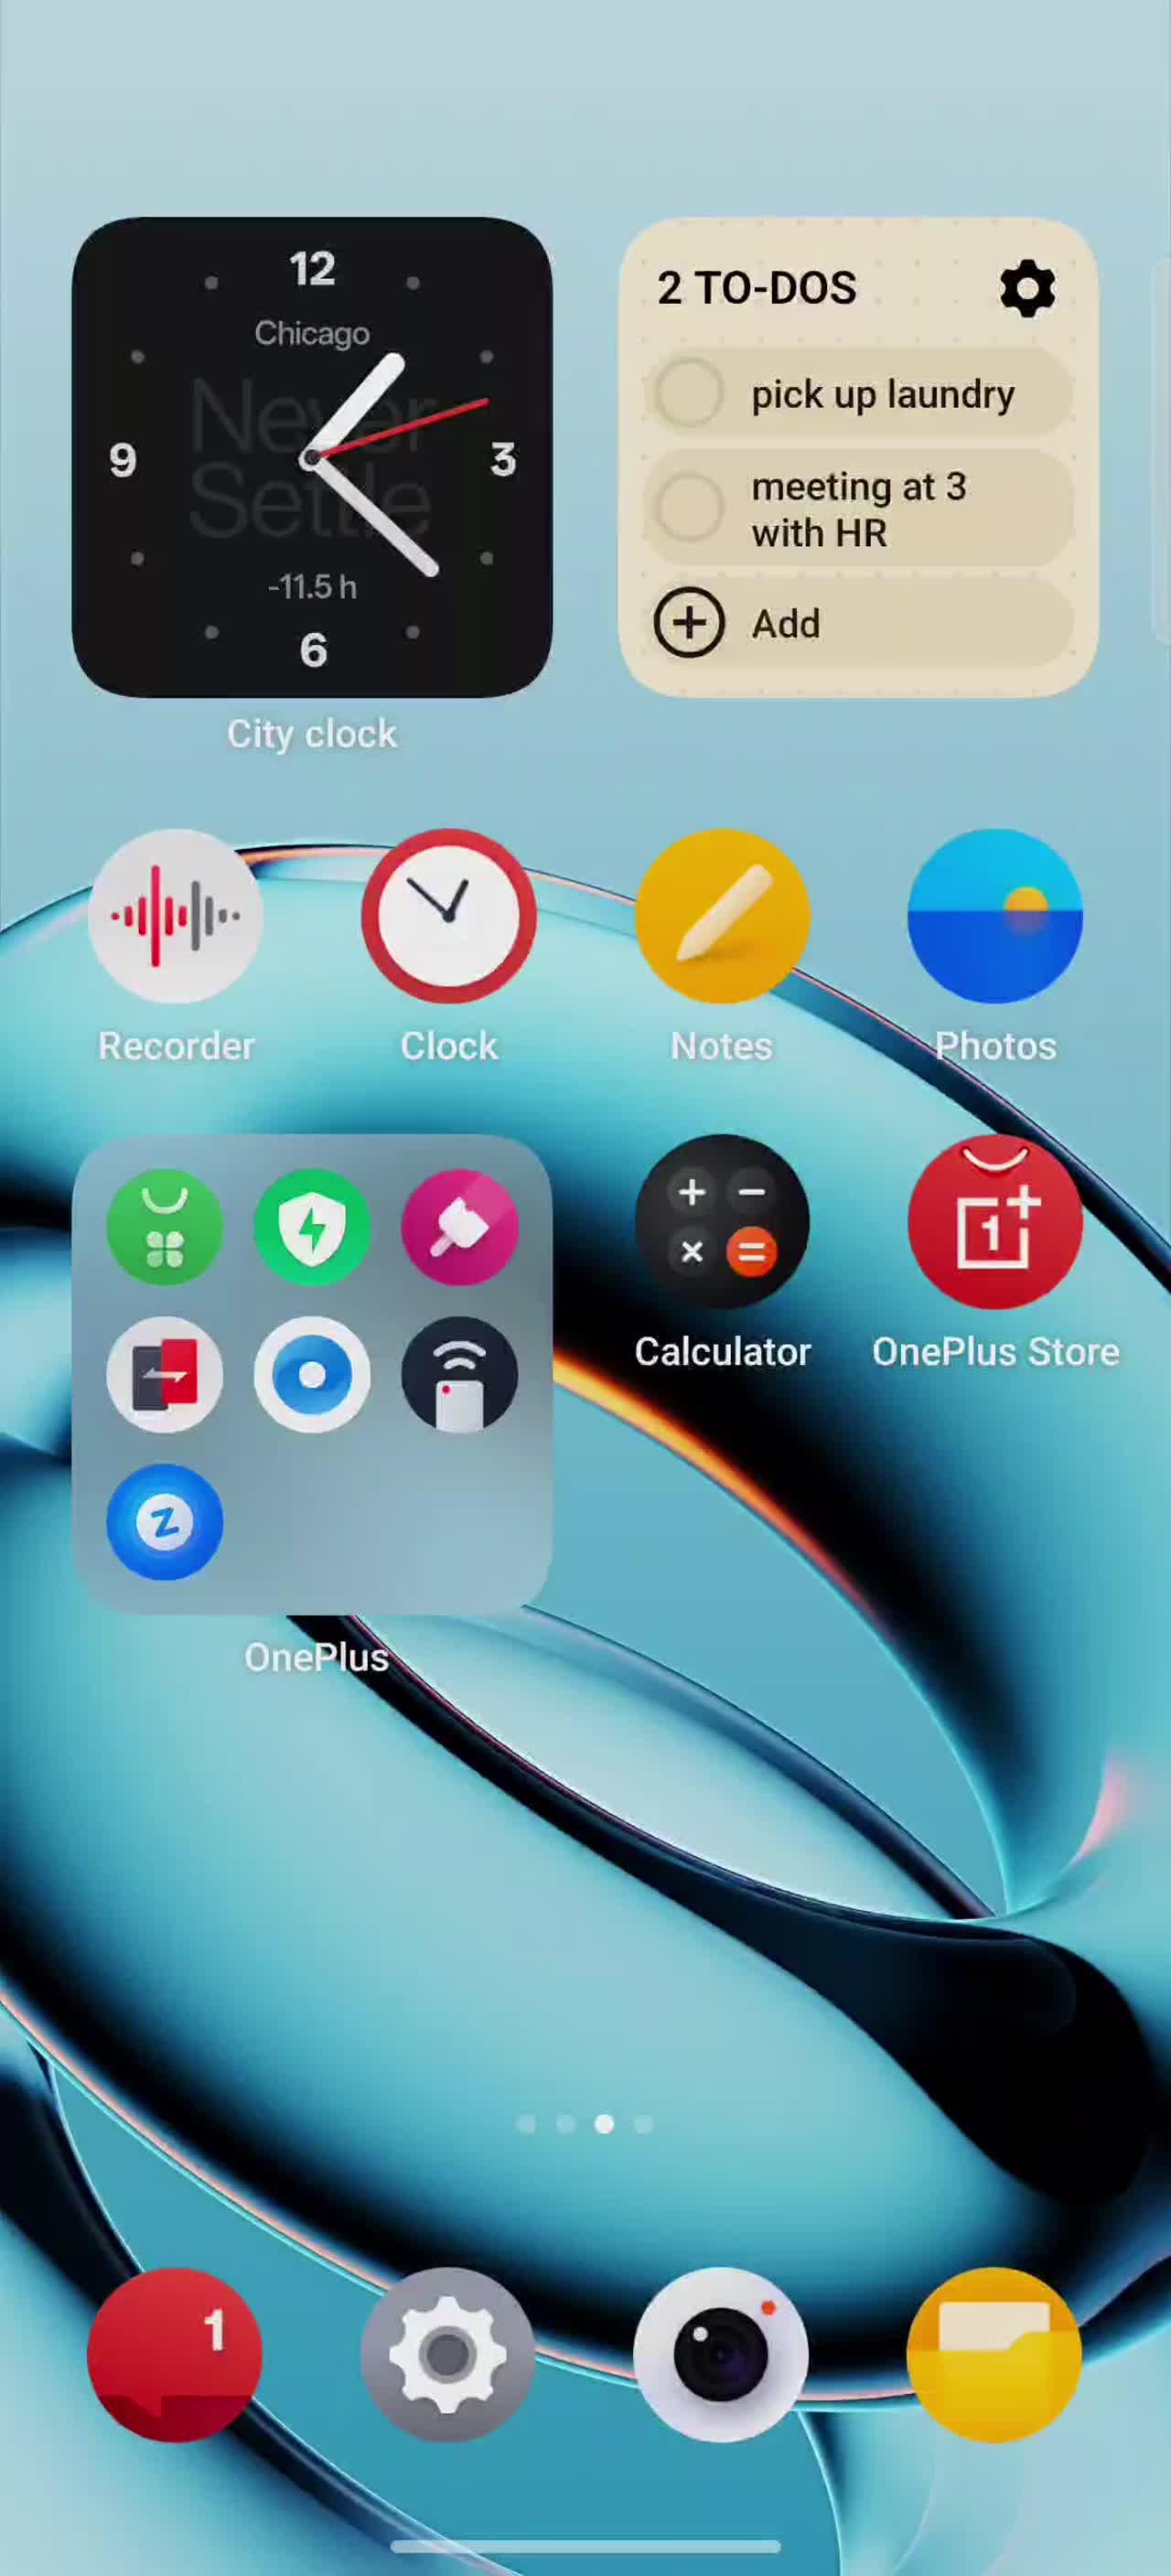 12
Chicago
Never
9
3
Settle
-11.5 h
6
City clock
2 TO-DOS
pick up laundry
meeting at 3
with HR
Add
Recorder
Clock
Notes
Photos
Calculator
OnePlus Store
OnePlus